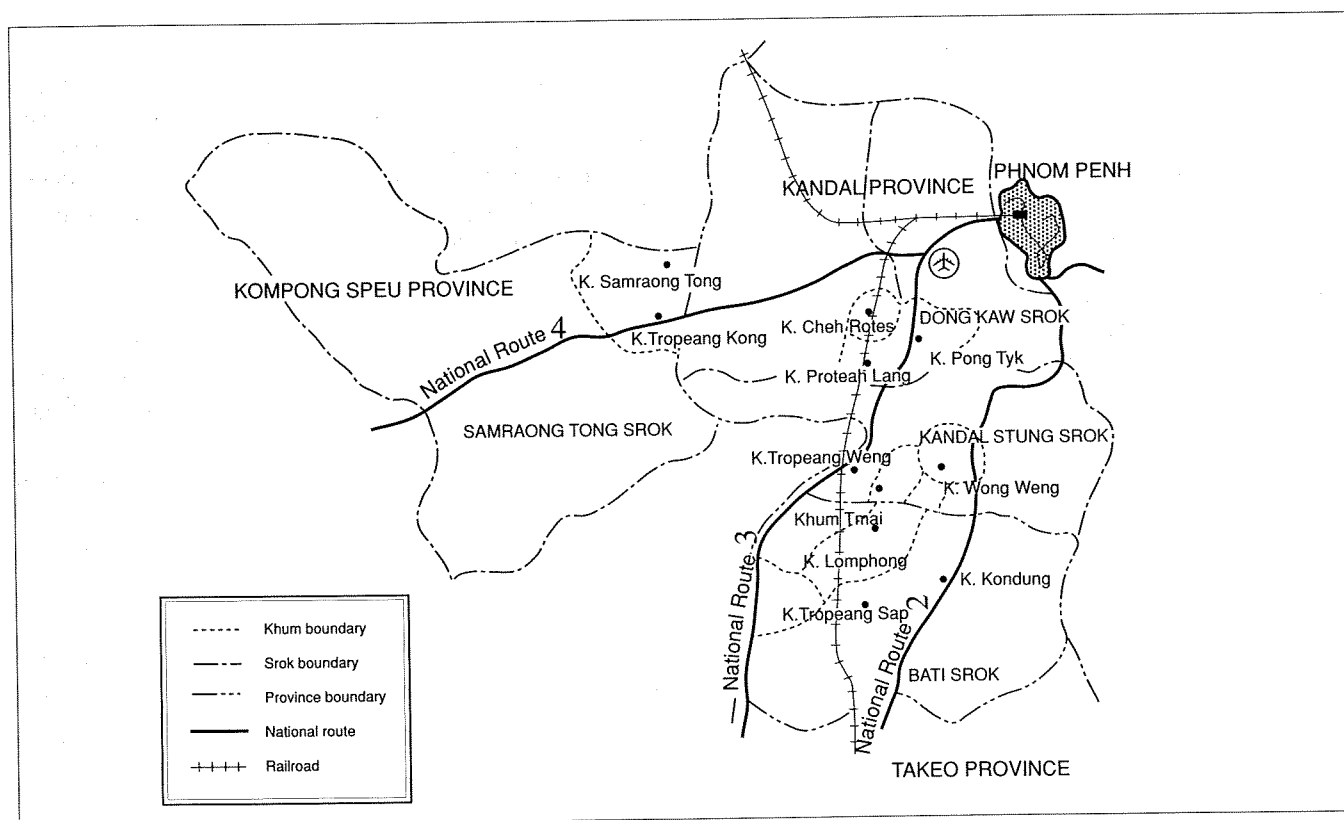 PHNOM PENH
KANDAL PROVINCE
K. Samraong Tong
KOMPONG SPEU PROVINCE
DONG KAW SROK
K. Cheh Rotes
K.Tropeang Kong
National Route 4
K. Pong Tyk
K. Proteah Lang
SAMRAONG TONG SROK
KANDAL STUNG SROK
K.Tropeang Weng
K. Wong Weng
Khum Tmai
K. Lomphong
K. Kondung
K.Tropeang Sap
National Route 3
National Route 2
BATI SROK
TAKEO PROVINCE
Khum boundary
Srok boundary
Province boundary
National route
Railroad